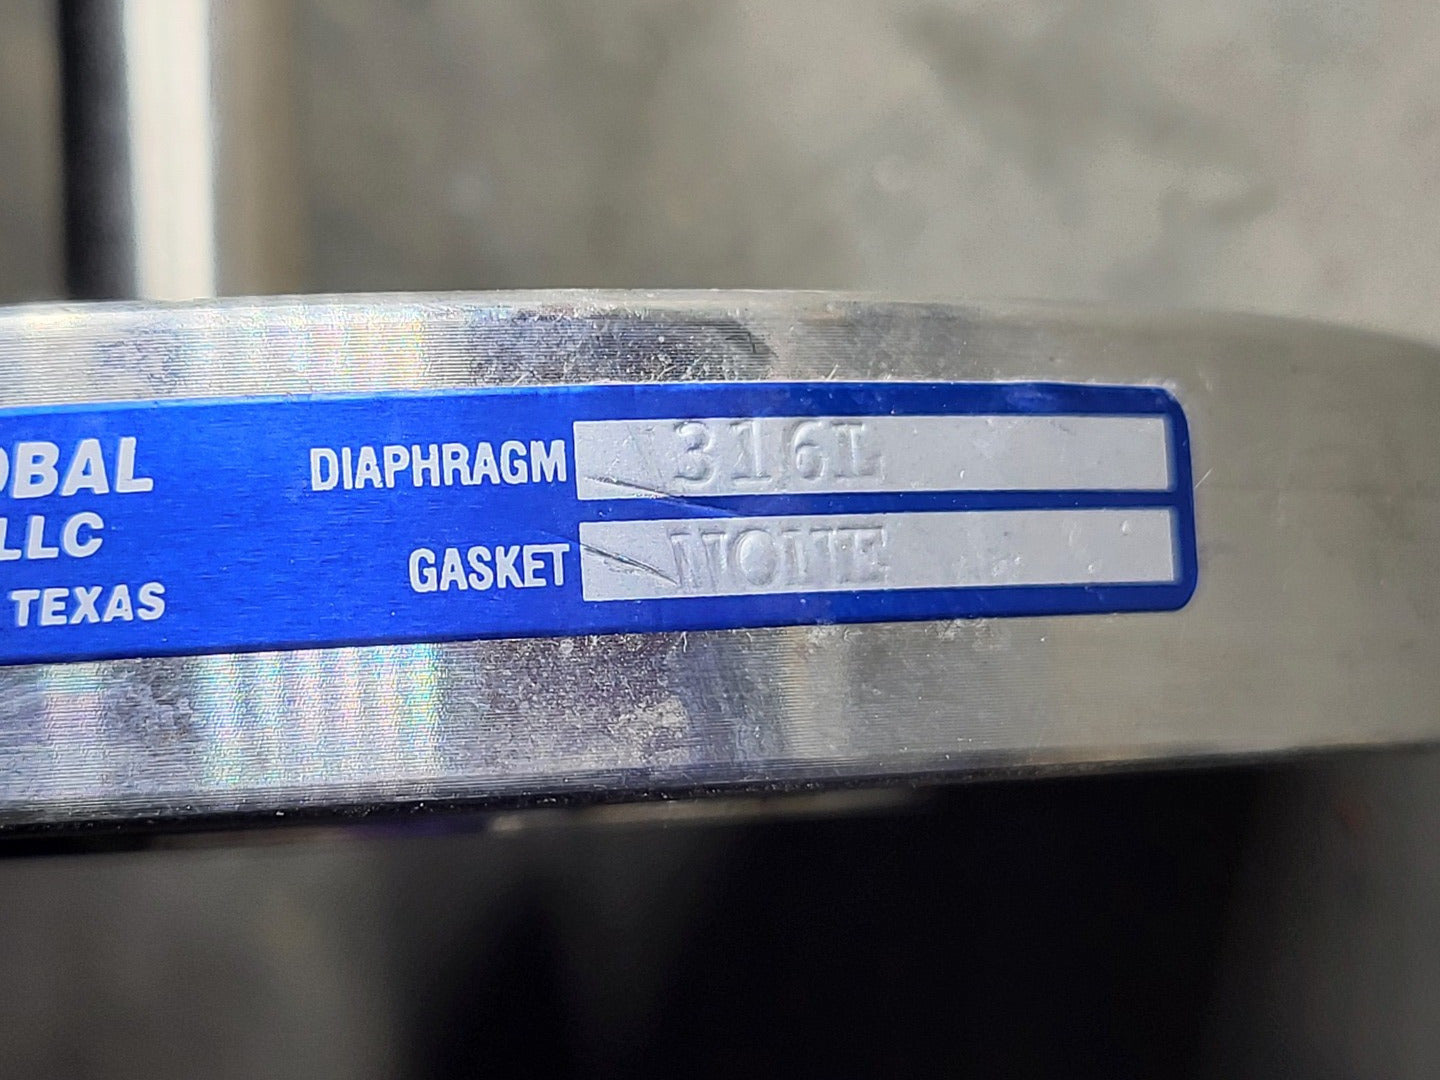 OBAL
LLC
TEXAS
DIAPHRAGM 316L
GASKET NONE